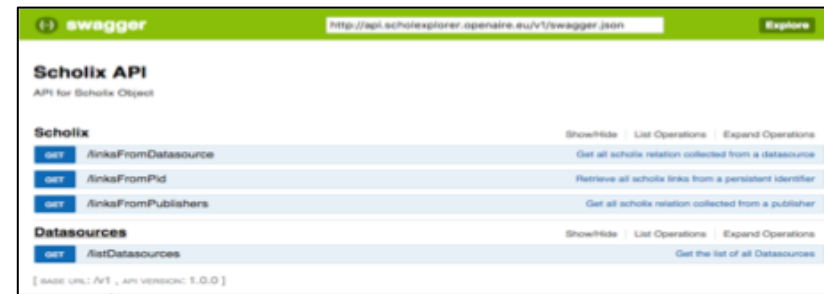 swagger http://api.scholexplorer.openaire.eu/v1/swagger.json Explore
Scholix API
API for Scholix Object
Scholix Show/Hide List Operations Expand Operations
GET /linksFromDatasource Get all scholix relation collected from a datasource
GET /linksFromPid Retrieve all scholix links from a persistent identifier
GET /linksFromPublishers Get all scholix relation collected from a publisher
Datasources Show/Hide List Operations Expand Operations
GET /listDatasources Get the list of all Datasources
[ BASE URL: /v1 , API VERSION: 1.0.0 ]